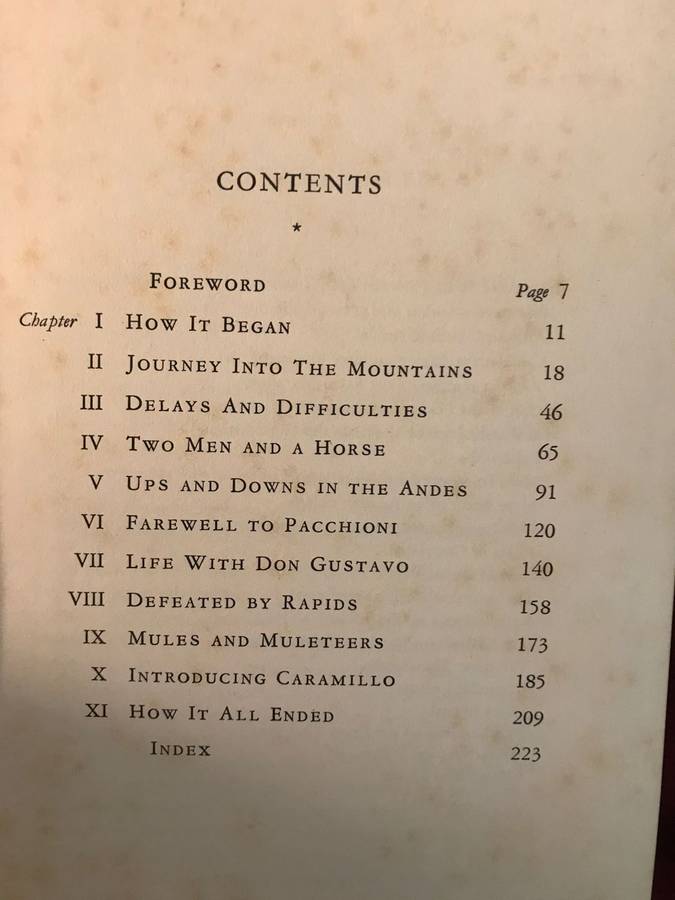 CONTENTS
*
FOREWORD Page 7
Chapter I HOW IT BEGAN 11
II JOURNEY INTO THE MOUNTAINS 18
III DELAYS AND DIFFICULTIES 46
IV TWO MEN AND A HORSE 65
V UPS AND DOWNS IN THE ANDES 91
VI FAREWELL TO PACCHIONI 120
VII LIFE WITH DON GUSTAVO 140
VIII DEFEATED BY RAPIDS 158
IX MULES AND MULETEERS 173
X INTRODUCING CARAMILLO 185
XI HOW IT ALL ENDED 209
INDEX 223